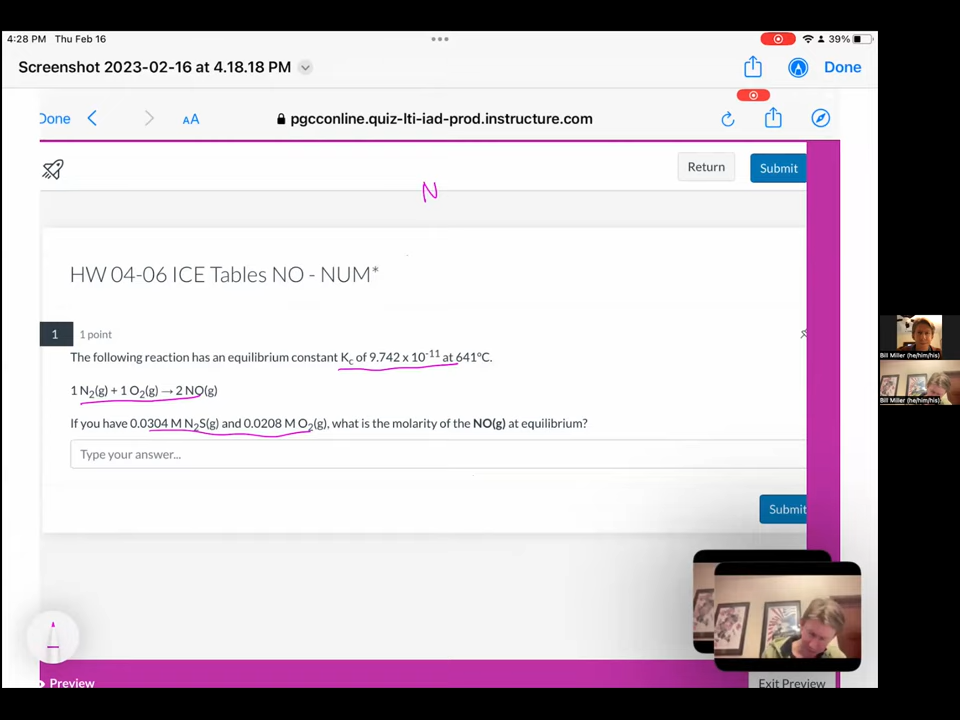 4:28 PM Thu Feb 16
39%
Screenshot 2023-02-16 at 4.18.18 PM
Done
Done
AA
pgcconline.quiz-lti-iad-prod.instructure.com
Return
Submit
N
HW 04-06 ICE Tables NO - NUM*
1
1 point
The following reaction has an equilibrium constant Kc of 9.742 x 10⁻¹¹ at 641°C.
1 N₂(g) + 1 O₂(g) → 2 NO(g)
If you have 0.0304 M N₂S(g) and 0.0208 M O₂(g), what is the molarity of the NO(g) at equilibrium?
Type your answer...
Submit
Bill Miller (he/him/his)
Bill Miller (he/him/his)
Preview
Exit Preview